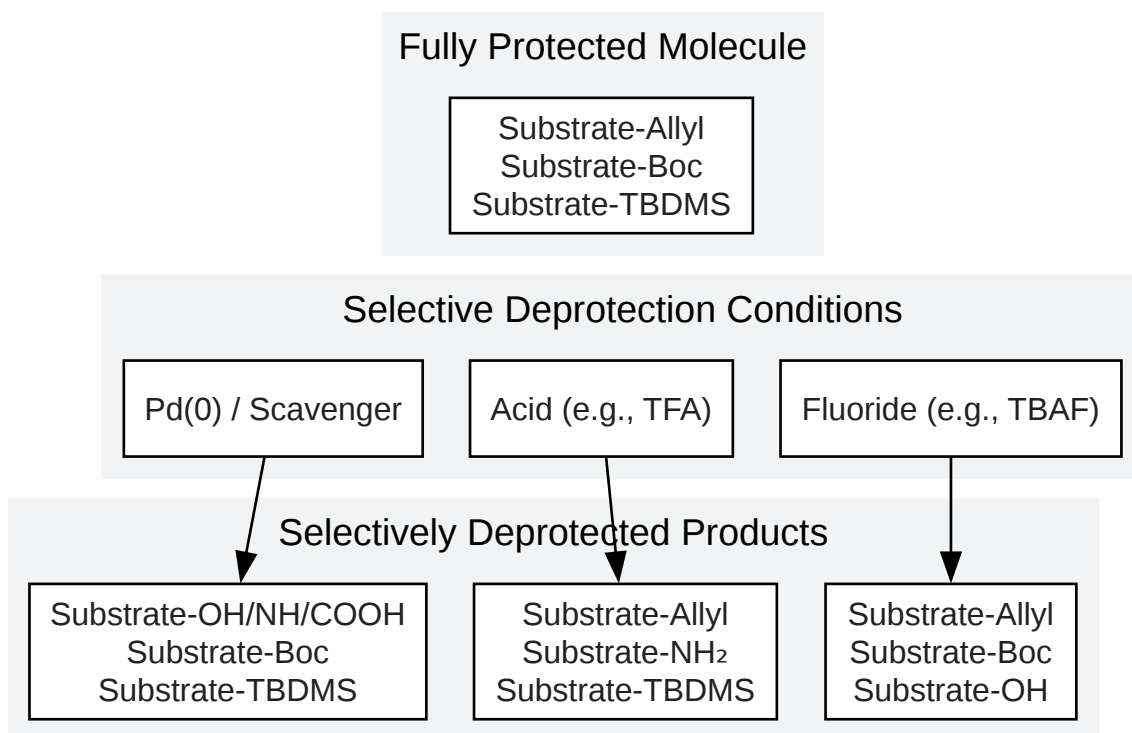 Fully Protected Molecule
Substrate-Allyl
Substrate-Boc
Substrate-TBDMS
Selective Deprotection Conditions
Pd(0) / Scavenger
Acid (e.g., TFA)
Fluoride (e.g., TBAF)
Selectively Deprotected Products
Substrate-OH/NH/COOH
Substrate-Boc
Substrate-TBDMS
Substrate-Allyl
Substrate-NH₂
Substrate-TBDMS
Substrate-Allyl
Substrate-Boc
Substrate-OH